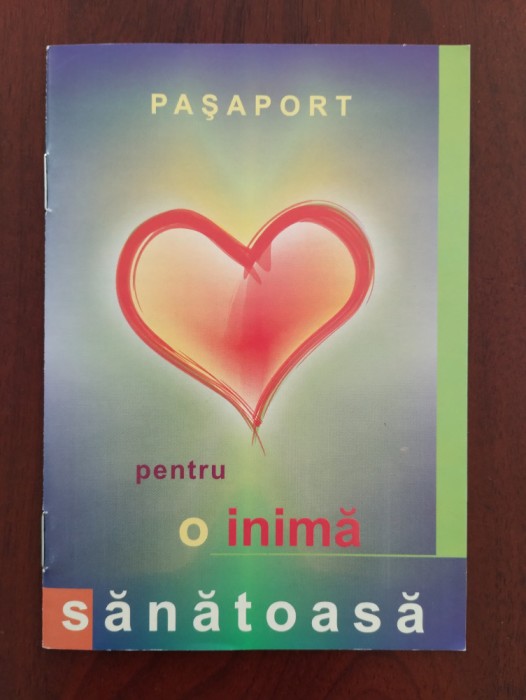 PAŞAPORT
pentru
o inimă
sănătoasă